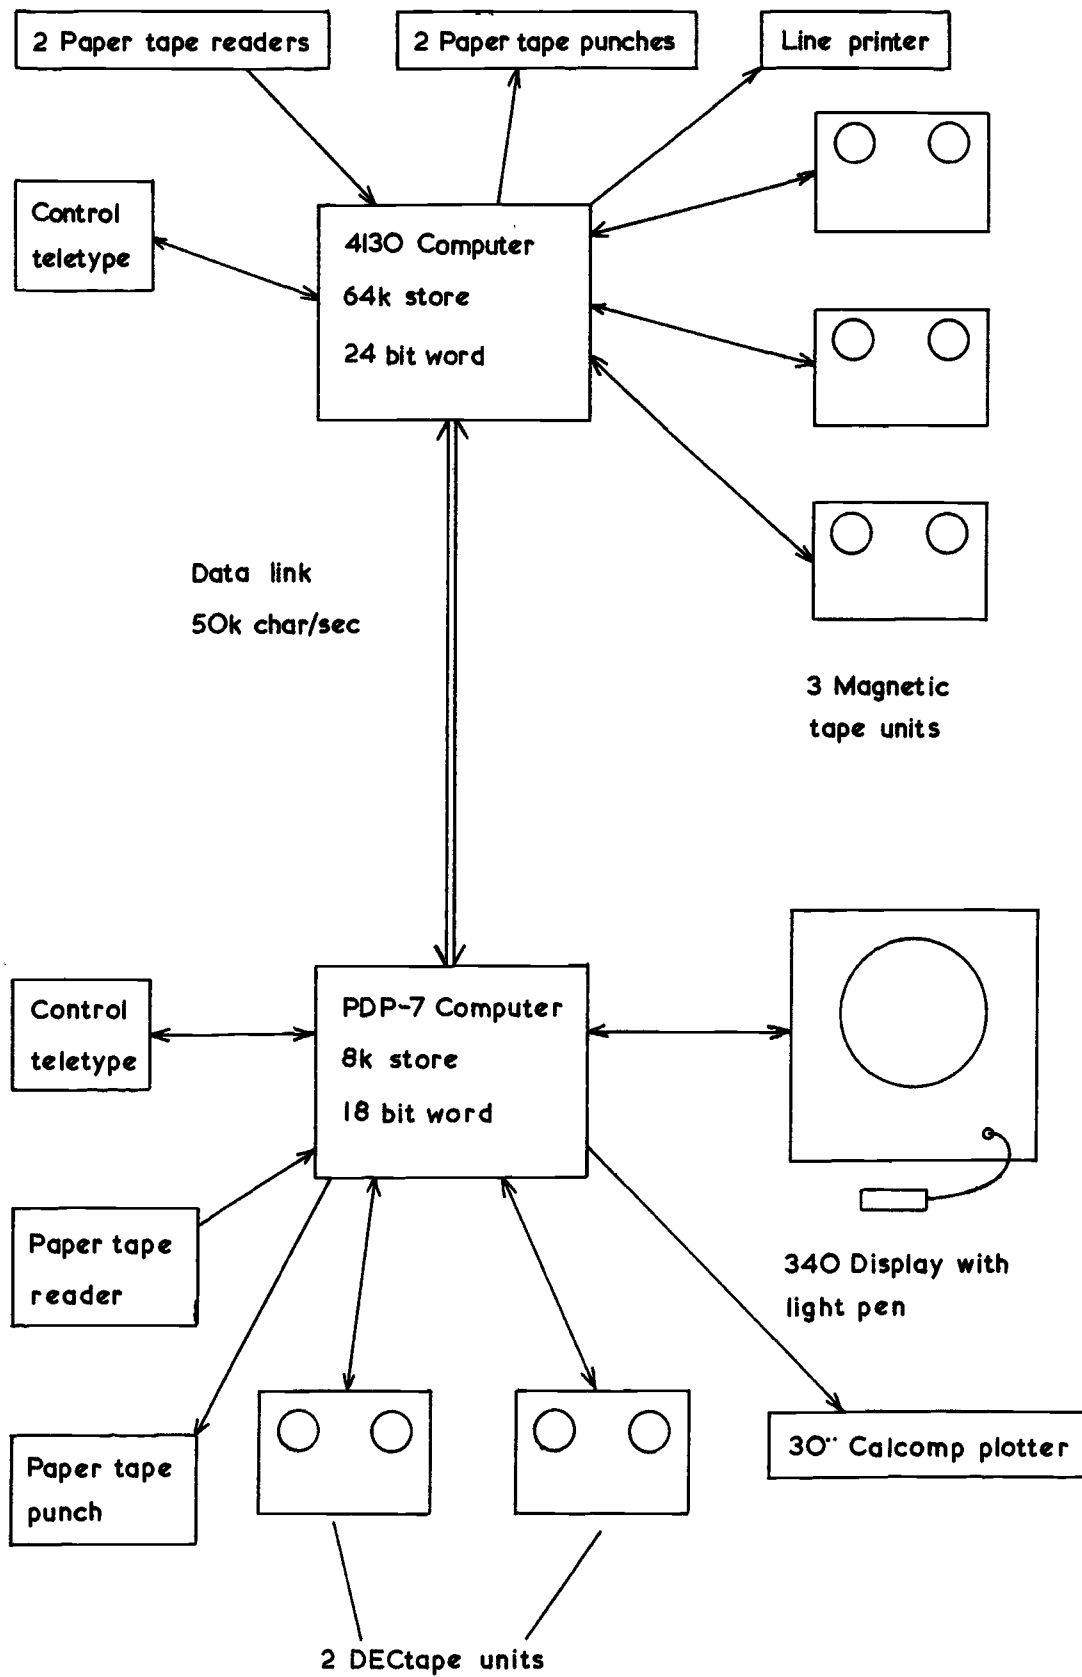 2 Paper tape readers
2 Paper tape punches
Line printer
Control
teletype
4130 Computer
64k store
24 bit word
Data link
50k char/sec
3 Magnetic
tape units
Control
teletype
PDP-7 Computer
8k store
18 bit word
Paper tape
reader
340 Display with
light pen
Paper tape
punch
30" Calcomp plotter
2 DECtape units